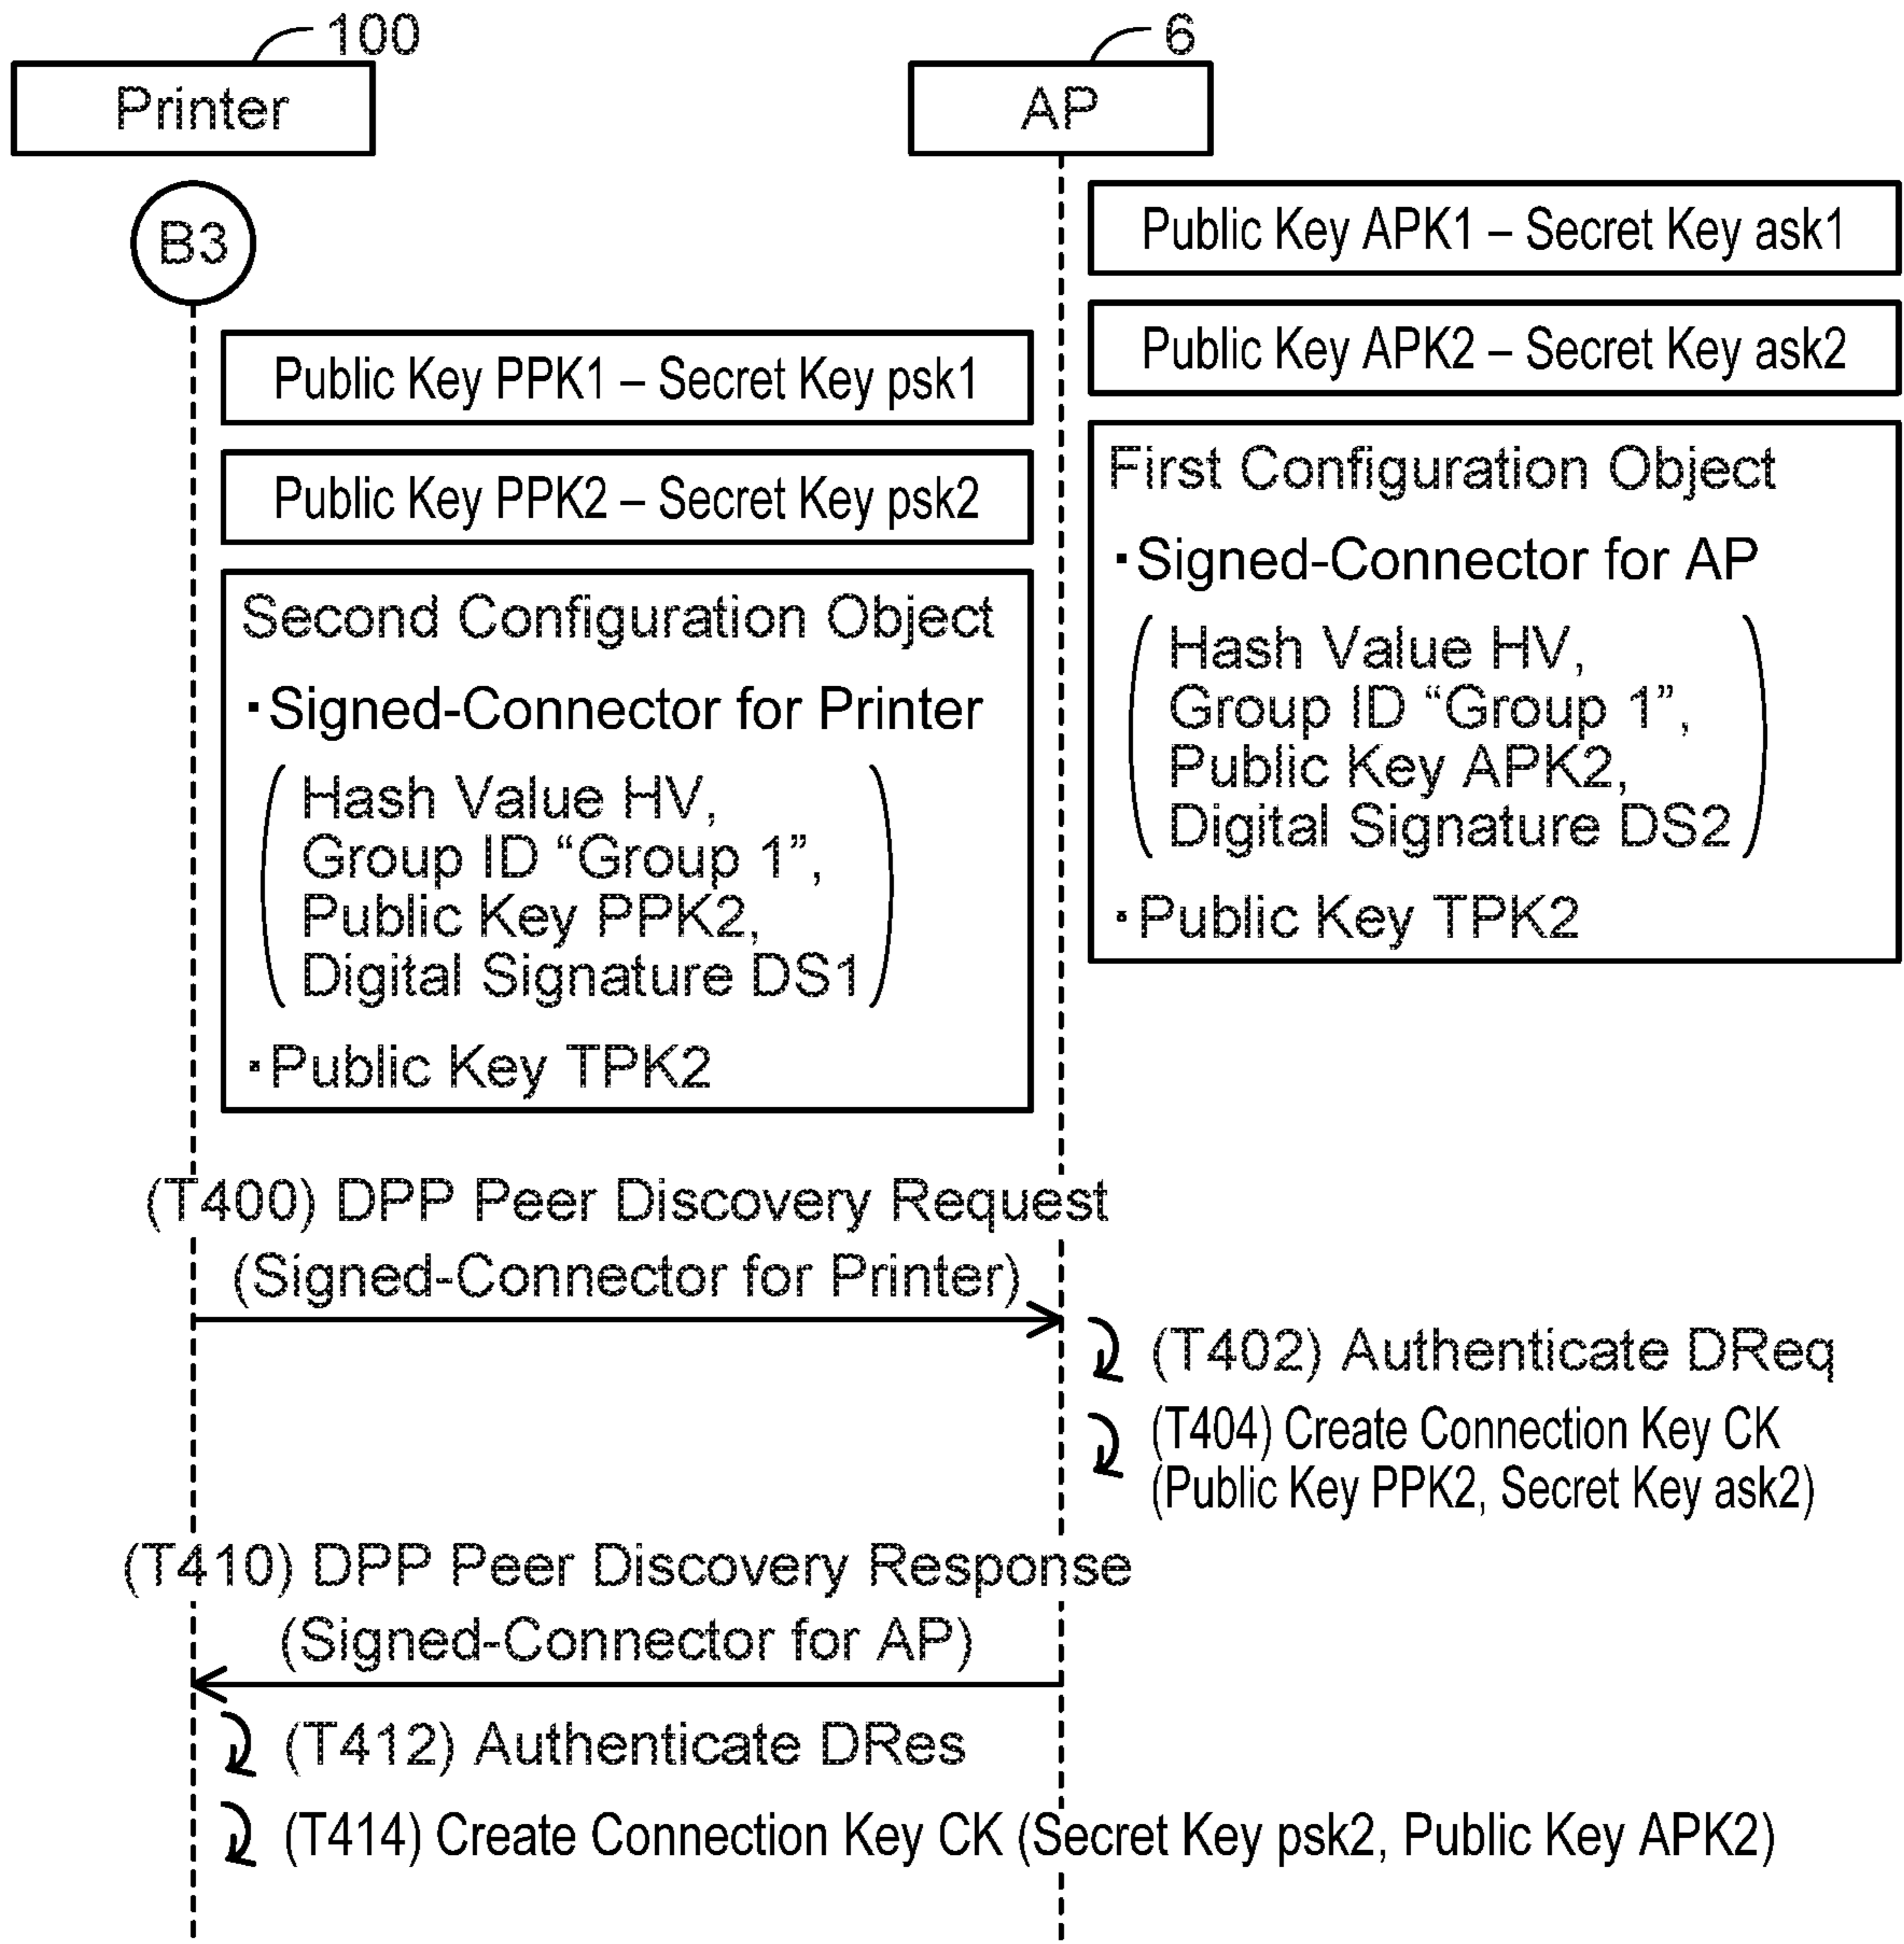 100
6
Printer
AP
B3
Public Key APK1 – Secret Key ask1
Public Key APK2 – Secret Key ask2
Public Key PPK1 – Secret Key psk1
Public Key PPK2 – Secret Key psk2
First Configuration Object
・Signed-Connector for AP
Hash Value HV,
Group ID “Group 1”,
Public Key APK2,
Digital Signature DS2
・Public Key TPK2
Second Configuration Object
・Signed-Connector for Printer
Hash Value HV,
Group ID “Group 1”,
Public Key PPK2,
Digital Signature DS1
・Public Key TPK2
(T400) DPP Peer Discovery Request
(Signed-Connector for Printer)
(T402) Authenticate DReq
(T404) Create Connection Key CK
(Public Key PPK2, Secret Key ask2)
(T410) DPP Peer Discovery Response
(Signed-Connector for AP)
(T412) Authenticate DRes
(T414) Create Connection Key CK (Secret Key psk2, Public Key APK2)